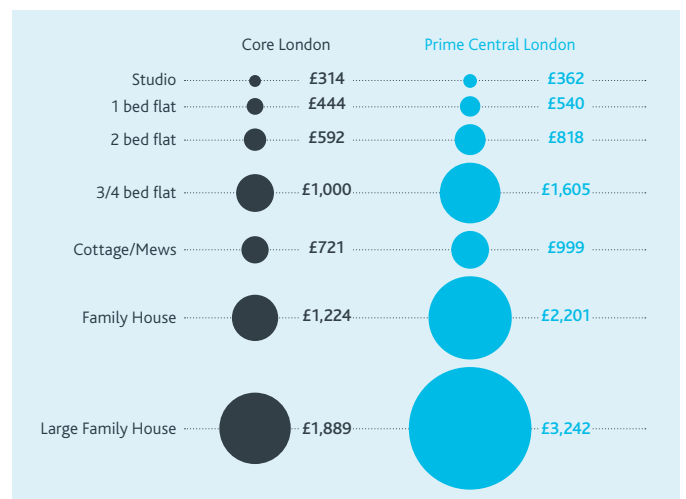 Core London Prime Central London
Studio £314 £362
1 bed flat £444 £540
2 bed flat £592 £818
3/4 bed flat £1,000 £1,605
Cottage/Mews £721 £999
Family House £1,224 £2,201
Large Family House £1,889 £3,242